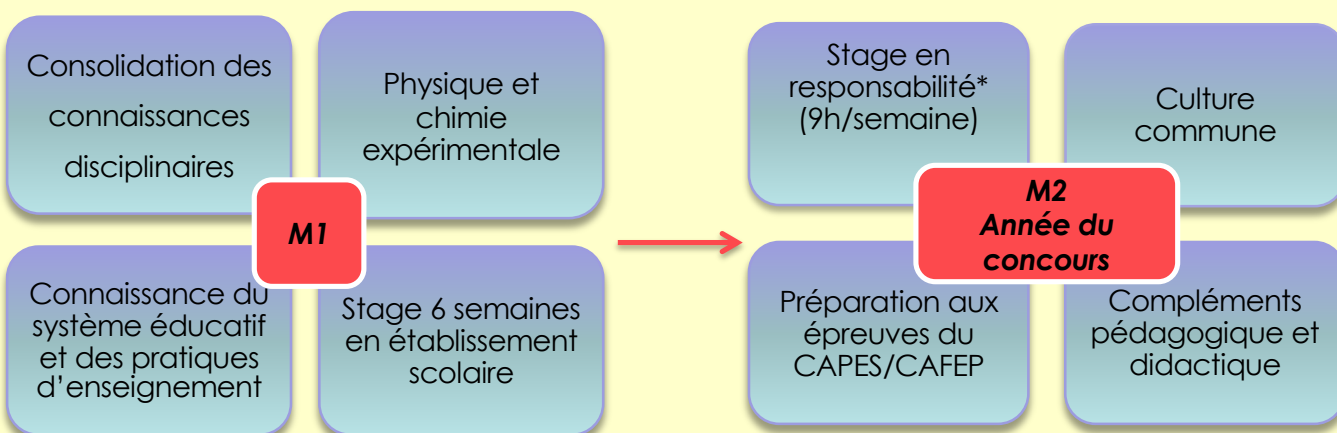 Consolidation des
connaissances
disciplinaires
Physique et
chimie
expérimentale
M1
Connaissance du
système éducatif
et des pratiques
d’enseignement
Stage 6 semaines
en établissement
scolaire
Stage en
responsabilité*
(9h/semaine)
Culture
commune
M2
Année du
concours
Préparation aux
épreuves du
CAPES/CAFEP
Compléments
pédagogique et
didactique